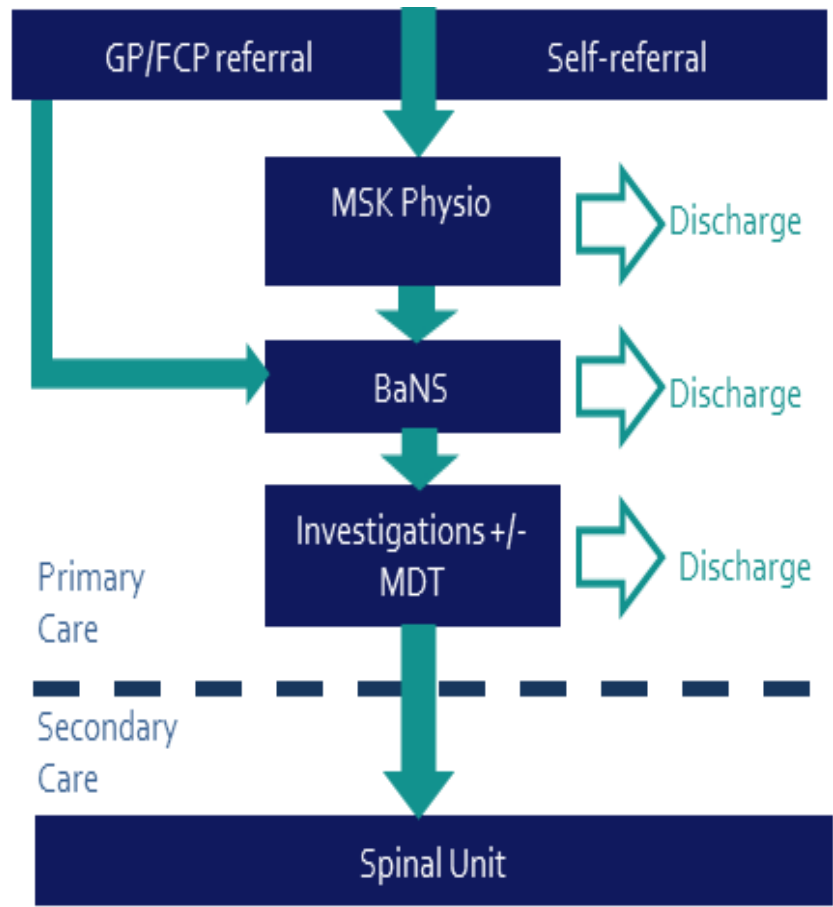 GP/FCP referral
Self-referral
MSK Physio
Discharge
BaNS
Discharge
Investigations +/-
MDT
Discharge
Primary
Care
Secondary
Care
Spinal Unit